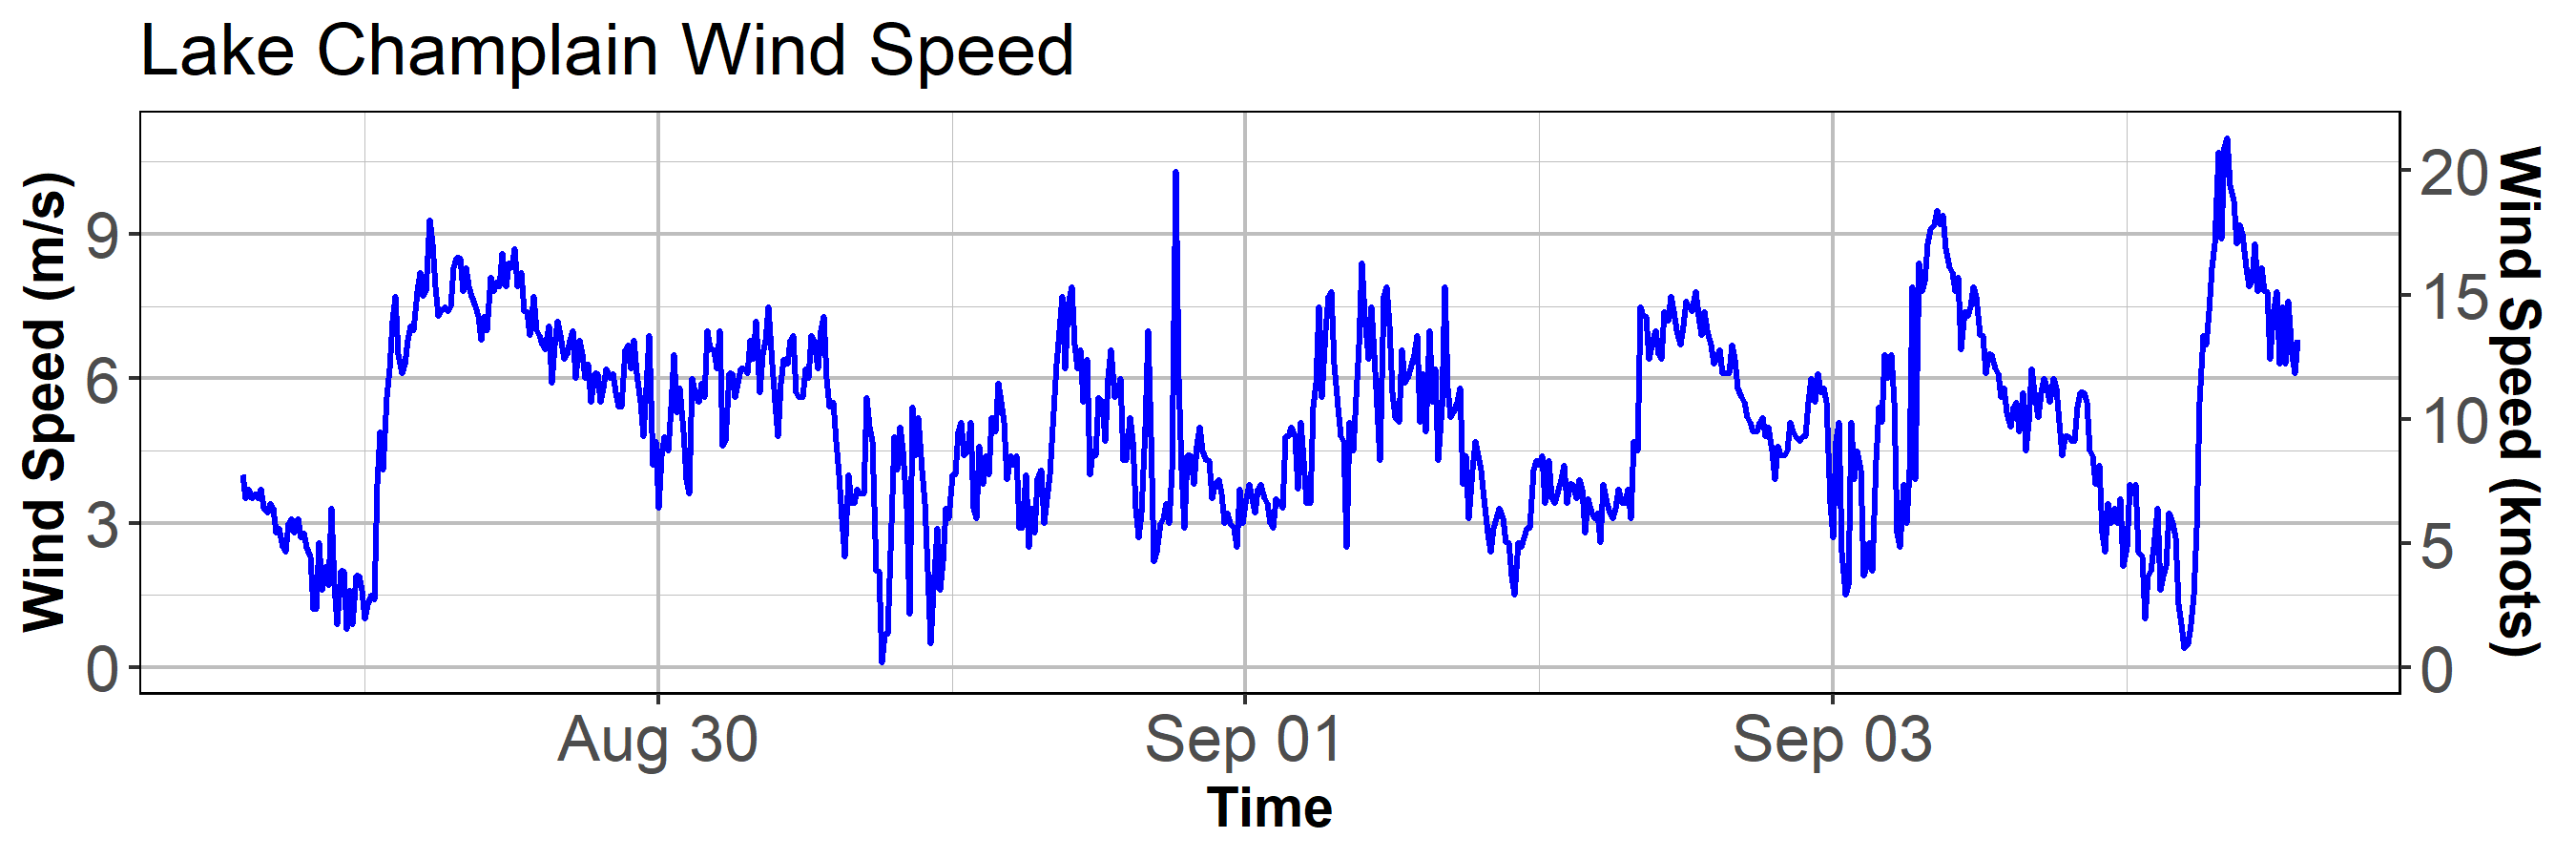 Lake Champlain Wind Speed
Wind Speed (m/s)
9
6
3
0
20
15
10
5
0
Wind Speed (knots)
Aug 30
Sep 01
Sep 03
Time